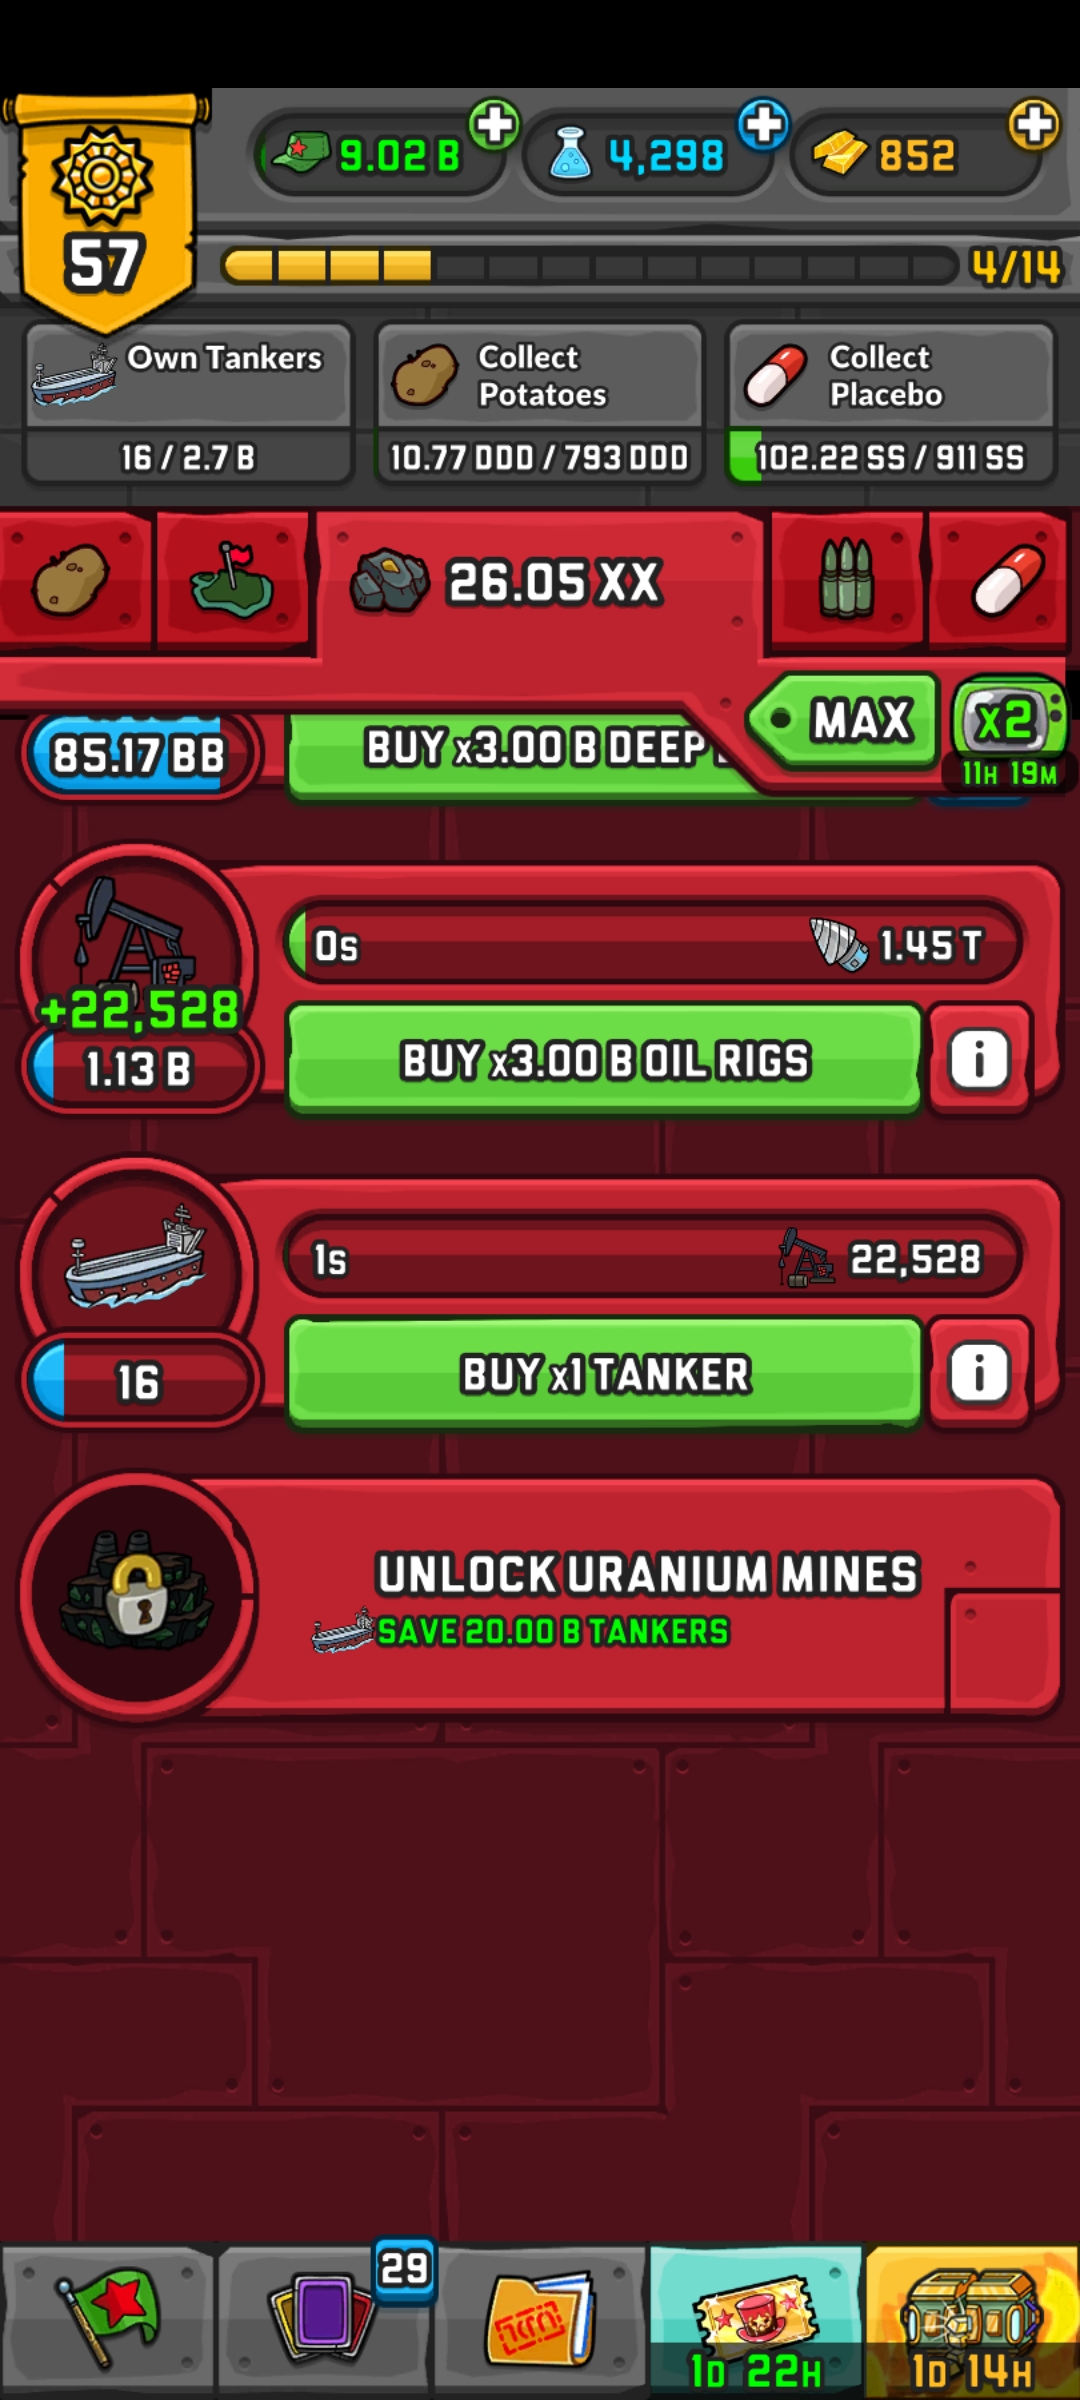 57
9.02 B
4,298
852
4/14
Own Tankers
16 / 2.7 B
Collect
Potatoes
10.77 DDD / 793 DDD
Collect
Placebo
102.22 SS / 911 SS
26.05 XX
MAX
x2
11H 19M
85.17 BB
BUY x3.00 B DEEP
0s
1.45 T
+22,528
1.13 B
BUY x3.00 B OIL RIGS
i
1s
22,528
16
BUY x1 TANKER
i
UNLOCK URANIUM MINES
SAVE 20.00 B TANKERS
29
1D 22H
1D 14H